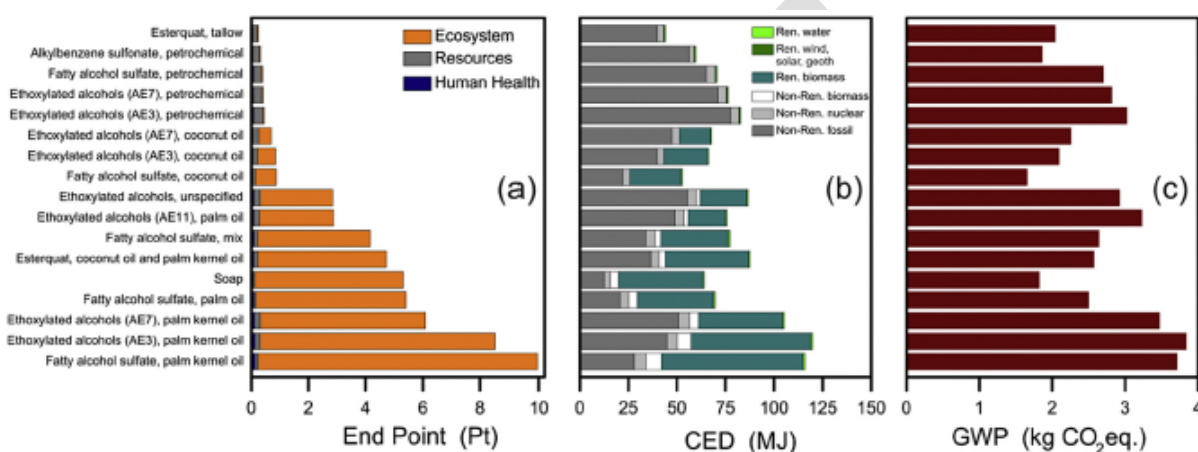 Esterquat, tallow
Alkylbenzene sulfonate, petrochemical
Fatty alcohol sulfate, petrochemical
Ethoxylated alcohols (AE7), petrochemical
Ethoxylated alcohols (AE3), petrochemical
Ethoxylated alcohols (AE7), coconut oil
Ethoxylated alcohols (AE3), coconut oil
Fatty alcohol sulfate, coconut oil
Ethoxylated alcohols, unspecified
Ethoxylated alcohols (AE11), palm oil
Fatty alcohol sulfate, mix
Esterquat, coconut oil and palm kernel oil
Soap
Fatty alcohol sulfate, palm oil
Ethoxylated alcohols (AE7), palm kernel oil
Ethoxylated alcohols (AE3), palm kernel oil
Fatty alcohol sulfate, palm kernel oil
Ecosystem
Resources
Human Health
(a)
0 2 4 6 8 10
End Point (Pt)
Ren. water
Ren. wind,
solar, geoth
Ren. biomass
Non-Ren. biomass
Non-Ren. nuclear
Non-Ren. fossil
(b)
0 25 50 75 100 125 150
CED (MJ)
(c)
0 1 2 3 4
GWP (kg CO₂eq.)